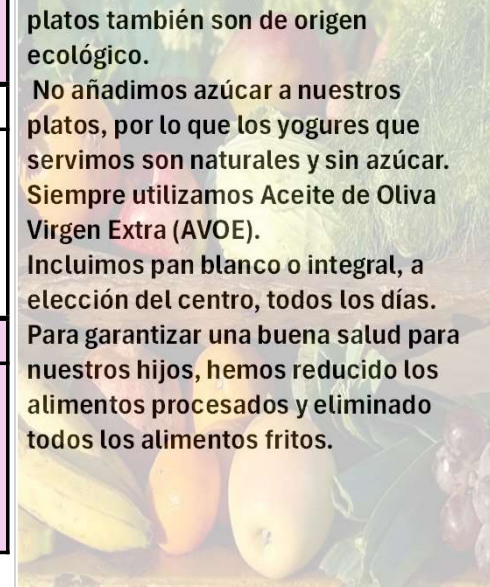 platos también son de origen
ecológico.
No añadimos azúcar a nuestros
platos, por lo que los yogures que
servimos son naturales y sin azúcar.
Siempre utilizamos Aceite de Oliva
Virgen Extra (AVOE).
Incluimos pan blanco o integral, a
elección del centro, todos los días.
Para garantizar una buena salud para
nuestros hijos, hemos reducido los
alimentos procesados y eliminado
todos los alimentos fritos.